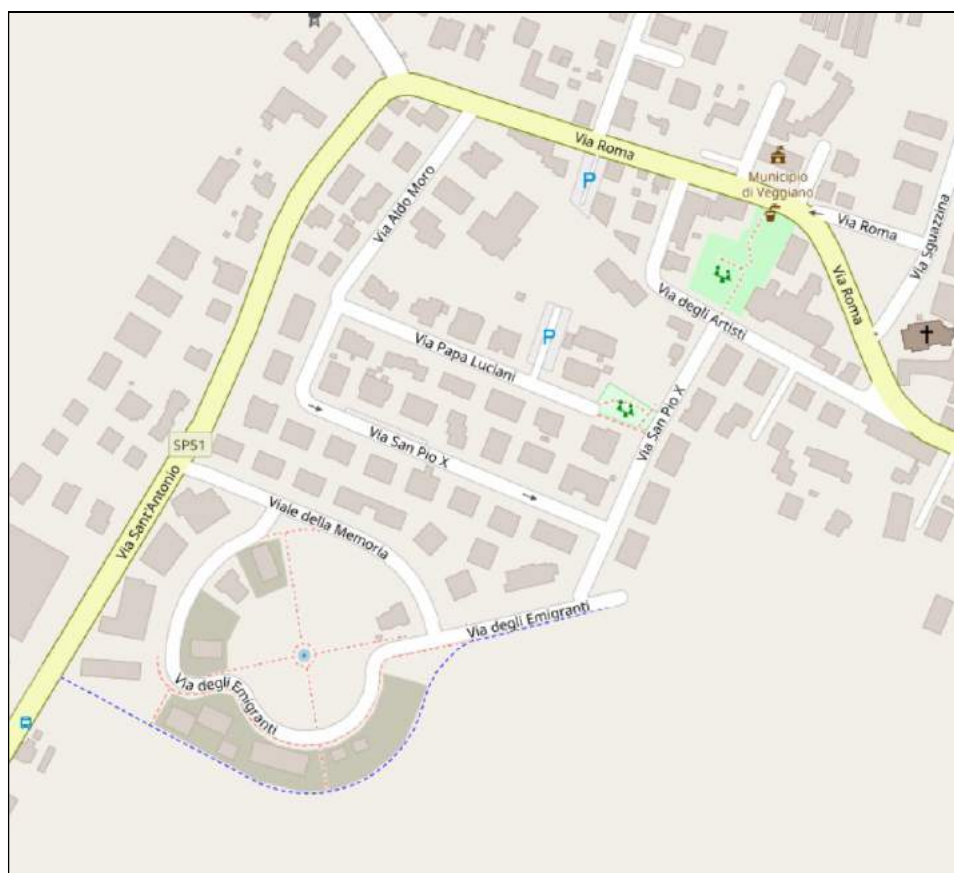 Via Roma
P
Municipio
di Veggiano
Via Aldo Moro
Via Roma
Via Sguazzina
Via Roma
Via degli Artisti
P
Via Papa Luciani
Via San Pio X
Via San Pio X
SP51
Via Sant'Antonio
Viale della Memoria
Via degli Emigranti
Via degli Emigranti